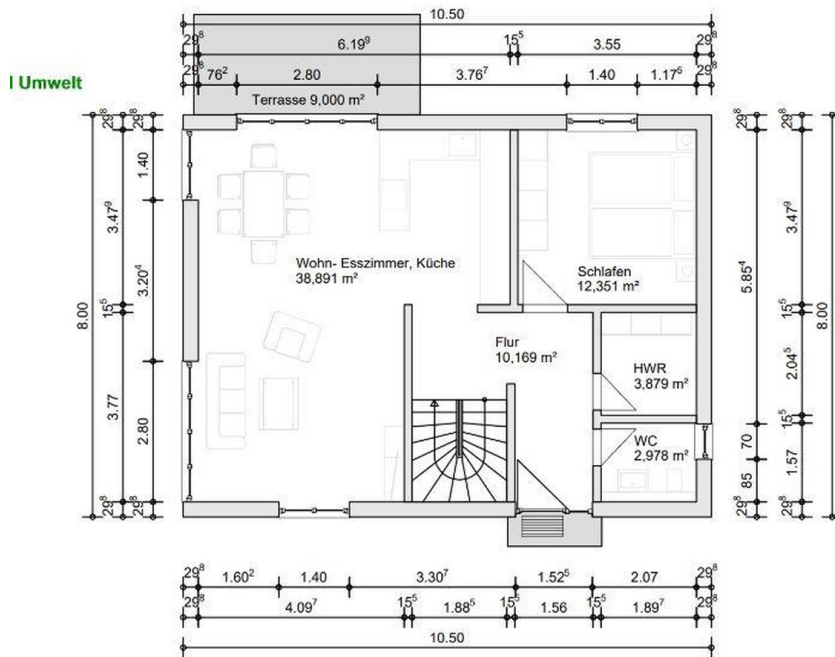 10.50
29⁸ 6.19⁹ 15⁵ 3.55 29⁸
29⁸ 76² 2.80 3.76⁷ 1.40 1.17⁵ 29⁸
l Umwelt
Terrasse 9,000 m²
8.00
29⁸ 3.47⁹ 15⁵ 3.77 29⁸
29⁸ 1.40 3.20⁴ 2.80 29⁸
Wohn- Esszimmer, Küche
38,891 m²
Schlafen
12,351 m²
Flur
10,169 m²
HWR
3,879 m²
WC
2,978 m²
29⁸ 5.85⁴ 70 85 29⁸
29⁸ 3.47⁹ 15⁵ 2.04⁵ 15⁵ 1.57 29⁸
8.00
29⁸ 1.60² 1.40 3.30⁷ 1.52⁵ 2.07 29⁸
29⁸ 4.09⁷ 15⁵ 1.88⁵ 15⁵ 1.56 15⁵ 1.89⁷ 29⁸
10.50